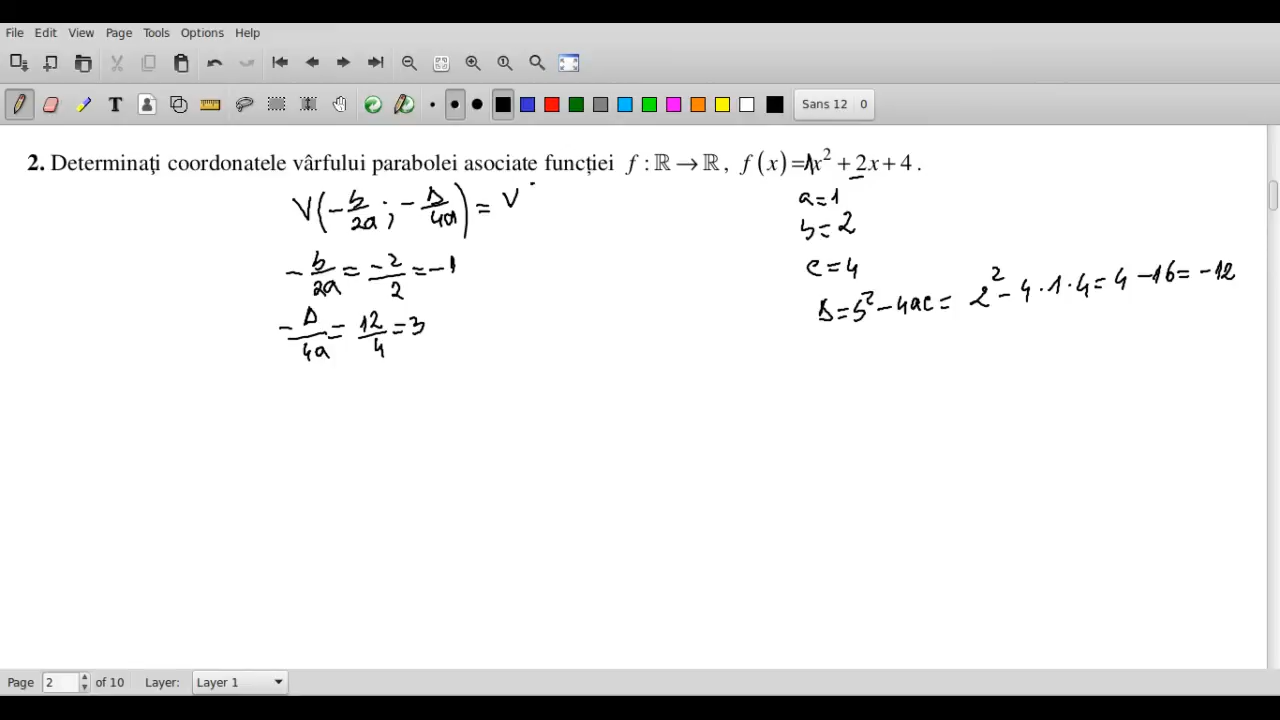 File Edit View Page Tools Options Help
T
Sans 12 0
2. Determinați coordonatele vârfului parabolei asociate funcției f : ℝ → ℝ, f(x) = 1x² + 2x + 4 .
V(-b/2a ; -Δ/4a) = V
-b/2a = -2/2 = -1
-Δ/4a = 12/4 = 3
a = 1
b = 2
c = 4
Δ = b² - 4ac = 2² - 4 · 1 · 4 = 4 - 16 = -12
Page 2 of 10 Layer: Layer 1